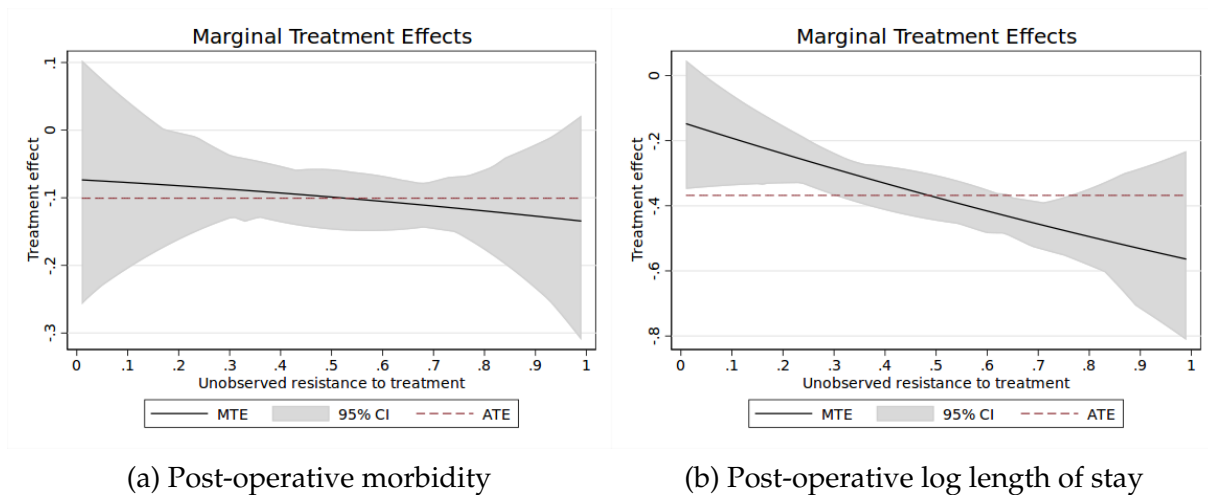 Marginal Treatment Effects
Treatment effect
.1
0
-.1
-.2
-.3
0 .1 .2 .3 .4 .5 .6 .7 .8 .9 1
Unobserved resistance to treatment
MTE 95% CI ATE
(a) Post-operative morbidity
Marginal Treatment Effects
Treatment effect
0
-.2
-.4
-.6
-.8
0 .1 .2 .3 .4 .5 .6 .7 .8 .9 1
Unobserved resistance to treatment
MTE 95% CI ATE
(b) Post-operative log length of stay